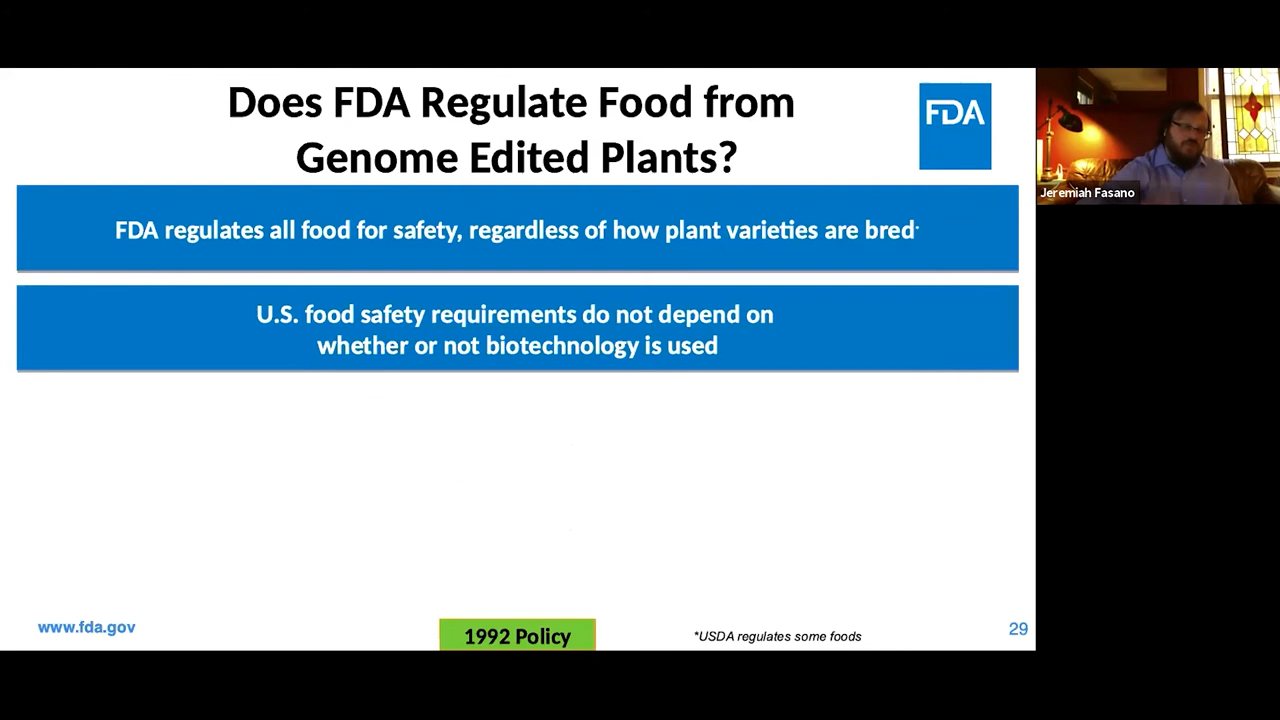 Does FDA Regulate Food from
Genome Edited Plants?
FDA
FDA regulates all food for safety, regardless of how plant varieties are bred*
U.S. food safety requirements do not depend on
whether or not biotechnology is used
www.fda.gov
1992 Policy
*USDA regulates some foods
29
Jeremiah Fasano